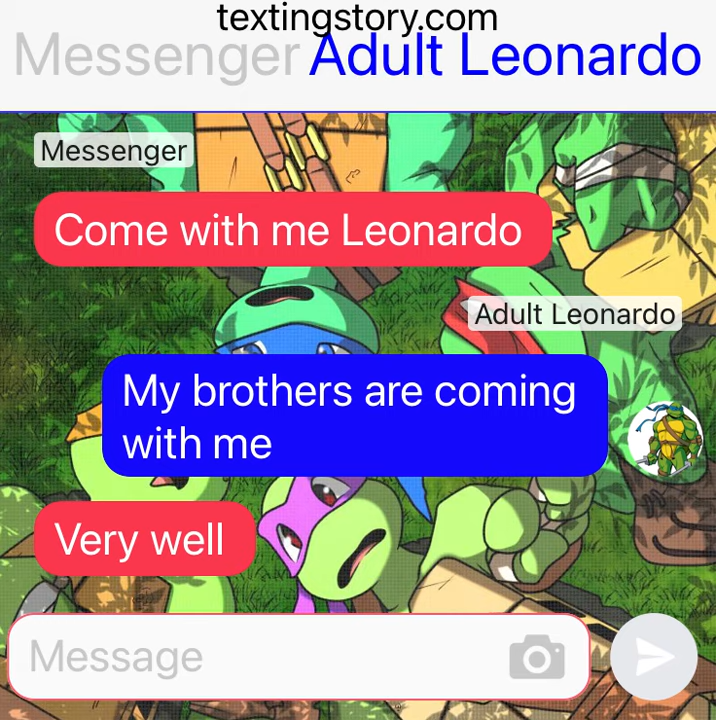 textingstory.com
Messenger Adult Leonardo
Messenger
Come with me Leonardo
Adult Leonardo
My brothers are coming
with me
Very well
Message